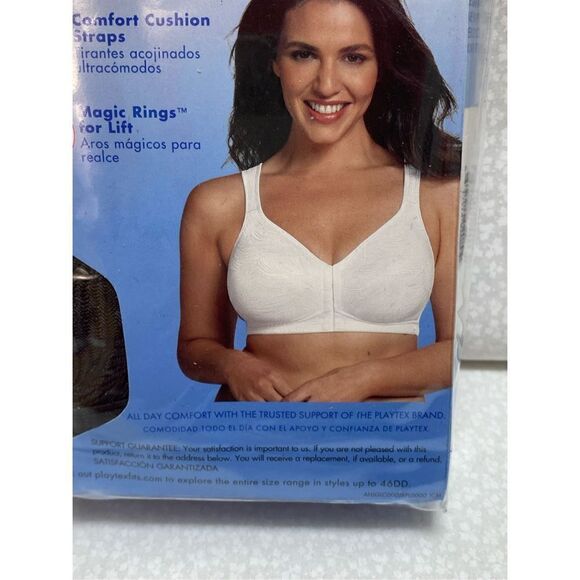 Comfort Cushion
Straps
Tirantes acojinados
ultracómodos
Magic Rings™
for Lift
Aros mágicos para
realce
ALL DAY COMFORT WITH THE TRUSTED SUPPORT OF THE PLAYTEX BRAND.
COMODIDAD TODO EL DÍA CON EL APOYO Y CONFIANZA DE PLAYTEX.
SUPPORT GUARANTEE: Your satisfaction is important to us. If you are not pleased with this
product, return it to the address below. You will receive a replacement, if available, or a refund.
SATISFACCIÓN GARANTIZADA
out playtexfits.com to explore the entire size range in styles up to 46DD.